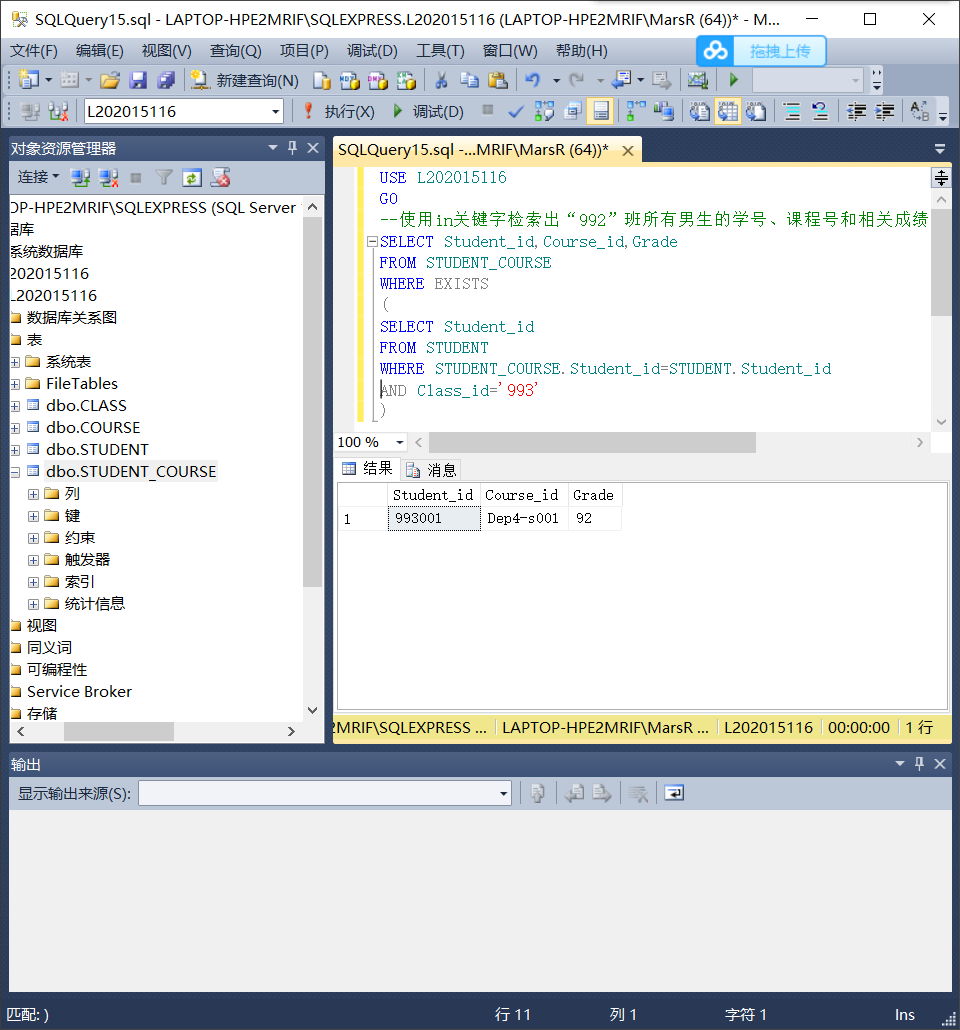 SQLQuery15.sql - LAPTOP-HPE2MRIF\SQLEXPRESS.L202015116 (LAPTOP-HPE2MRIF\MarsR (64))* - M...
文件(F) 编辑(E) 视图(V) 查询(Q) 项目(P) 调试(D) 工具(T) 窗口(W) 帮助(H)
拖拽上传
新建查询(N)
L202015116 执行(X) 调试(D)
对象资源管理器
连接
OP-HPE2MRIF\SQLEXPRESS (SQL Server
据库
系统数据库
202015116
L202015116
数据库关系图
表
系统表
FileTables
dbo.CLASS
dbo.COURSE
dbo.STUDENT
dbo.STUDENT_COURSE
列
键
约束
触发器
索引
统计信息
视图
同义词
可编程性
Service Broker
存储
SQLQuery15.sql -...MRIF\MarsR (64))*
USE L202015116
GO
--使用in关键字检索出“992”班所有男生的学号、课程号和相关成绩
SELECT Student_id,Course_id,Grade
FROM STUDENT_COURSE
WHERE EXISTS
(
SELECT Student_id
FROM STUDENT
WHERE STUDENT_COURSE.Student_id=STUDENT.Student_id
AND Class_id='993'
)
100 %
结果 消息
Student_id Course_id Grade
1 993001 Dep4-s001 92
2MRIF\SQLEXPRESS ... LAPTOP-HPE2MRIF\MarsR ... L202015116 00:00:00 1 行
输出
显示输出来源(S):
匹配: ) 行 11 列 1 字符 1 Ins